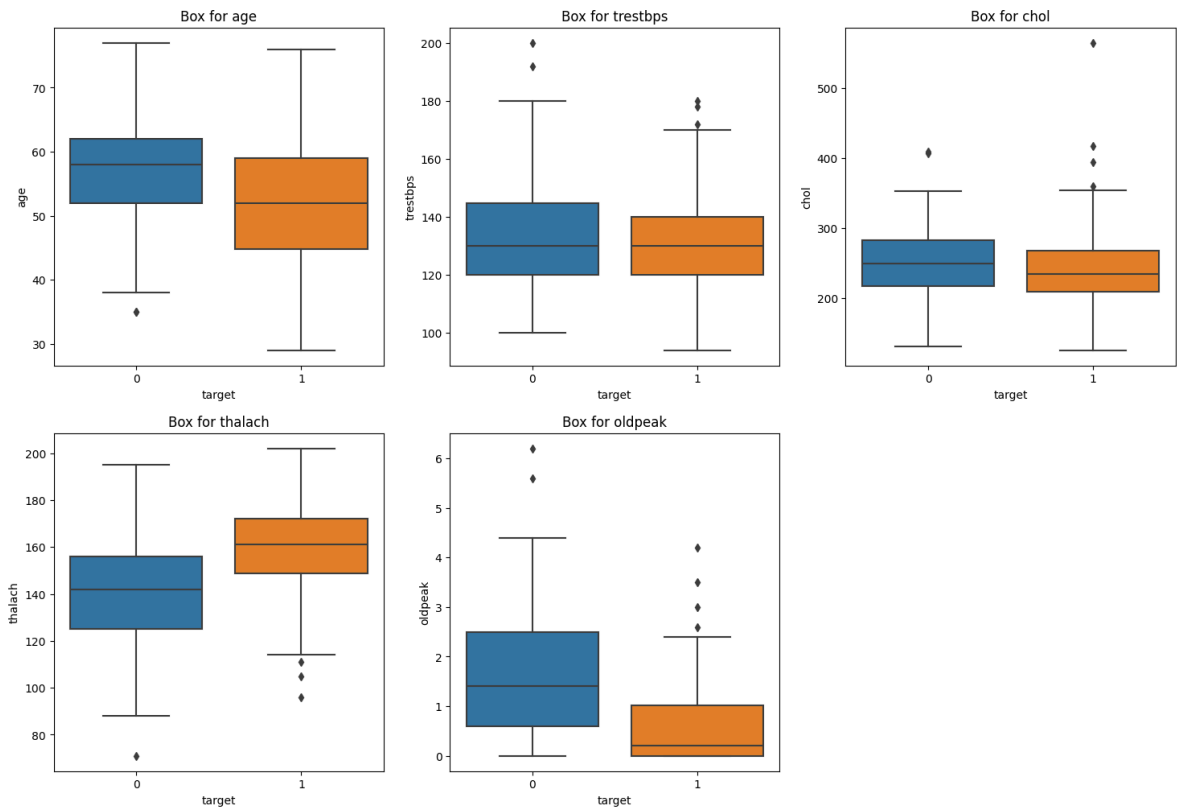 Box for age
70
60
50
40
30
age
0 1
target
Box for trestbps
200
180
160
140
120
100
trestbps
0 1
target
Box for chol
500
400
300
200
chol
0 1
target
Box for thalach
200
180
160
140
120
100
80
thalach
0 1
target
Box for oldpeak
6
5
4
3
2
1
0
oldpeak
0 1
target